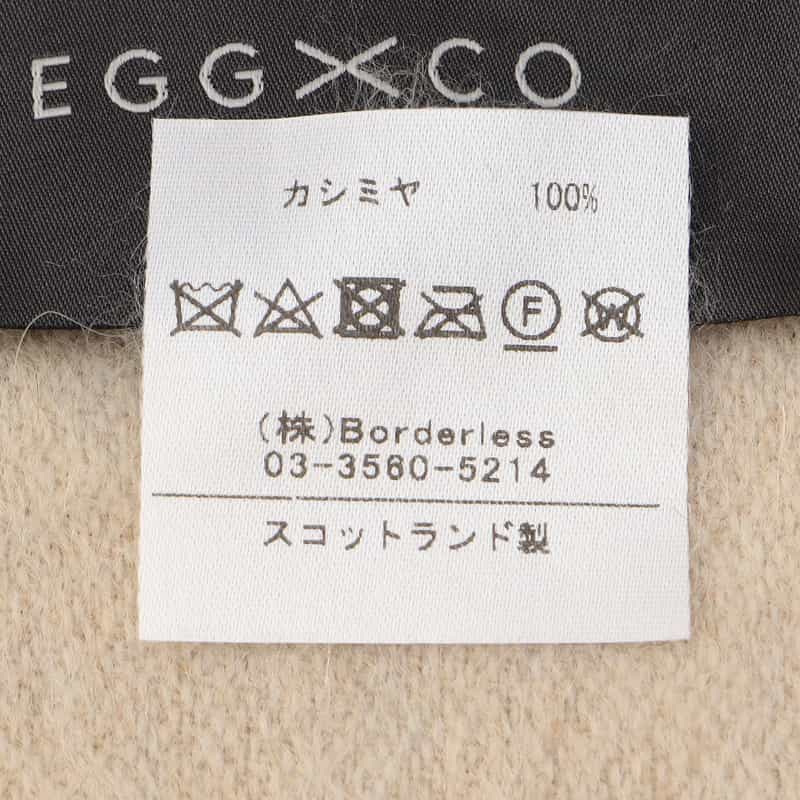 EGG CO
カシミヤ 100%
F W
(株)Borderless
03-3560-5214
スコットランド製